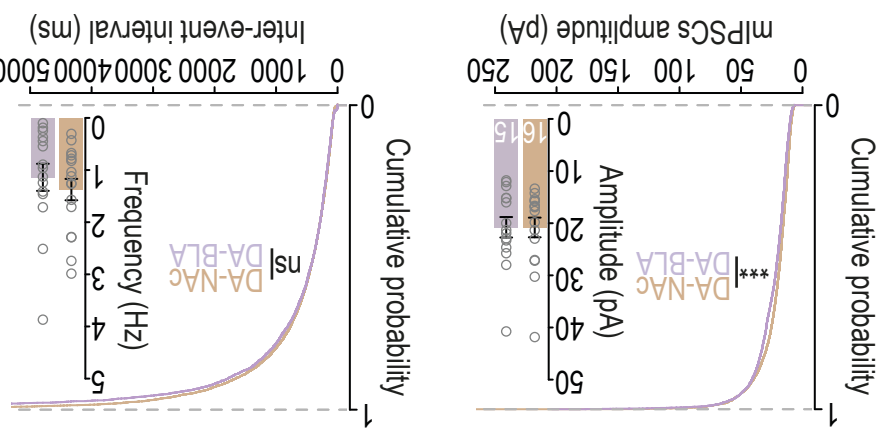 Cumulative probability
1
0
Amplitude (pA)
50
40
30
20
10
0
16
15
***
DA-NAc
DA-BLA
0 50 100 150 200 250
mIPSCs amplitude (pA)
Cumulative probability
1
0
Frequency (Hz)
5
4
3
2
1
0
ns
DA-NAc
DA-BLA
0 1000 2000 3000 4000 5000
Inter-event interval (ms)